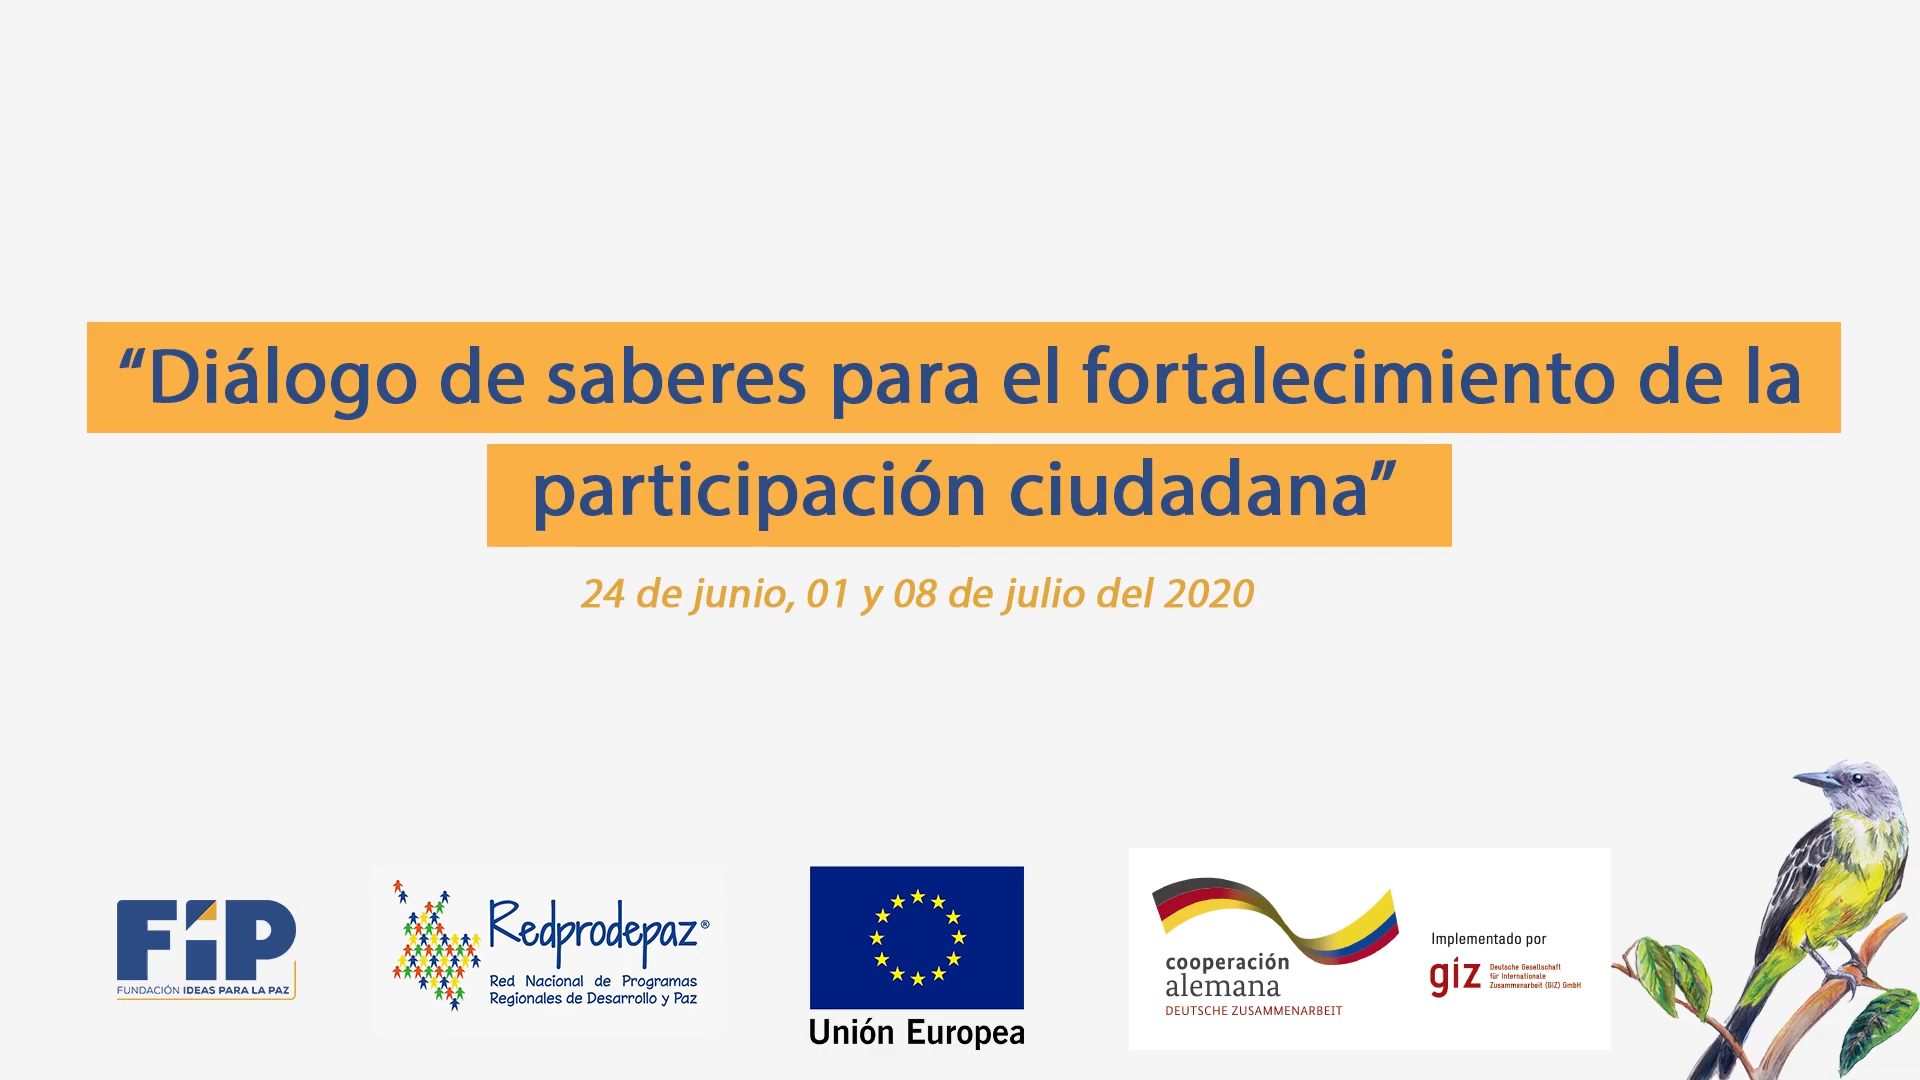 “Diálogo de saberes para el fortalecimiento de la
participación ciudadana”
24 de junio, 01 y 08 de julio del 2020
FiP
FUNDACIÓN IDEAS PARA LA PAZ
Redprodepaz®
Red Nacional de Programas
Regionales de Desarrollo y Paz
Unión Europea
cooperación
alemana
DEUTSCHE ZUSAMMENARBEIT
Implementado por
giz
Deutsche Gesellschaft
für Internationale
Zusammenarbeit (GIZ) GmbH